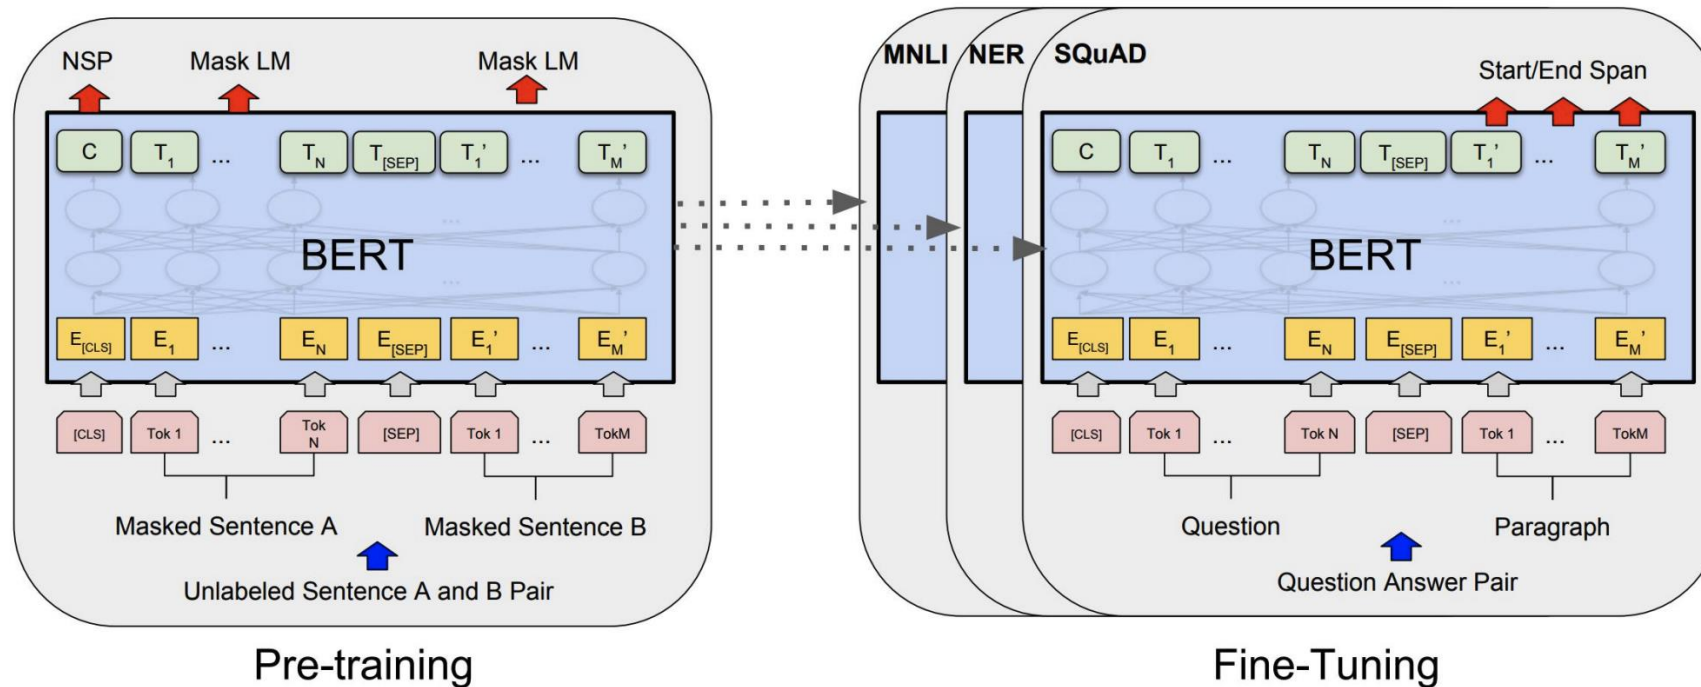 NSP Mask LM Mask LM
C T1 ... TN T[SEP] T1' ... TM'
...
BERT
...
E[CLS] E1 ... EN E[SEP] E1' ... EM'
[CLS] Tok 1 ... Tok N [SEP] Tok 1 ... TokM
Masked Sentence A Masked Sentence B
Unlabeled Sentence A and B Pair
Pre-training
MNLI NER SQuAD
Start/End Span
C T1 ... TN T[SEP] T1' ... TM'
...
BERT
...
E[CLS] E1 ... EN E[SEP] E1' ... EM'
[CLS] Tok 1 ... Tok N [SEP] Tok 1 ... TokM
Question Paragraph
Question Answer Pair
Fine-Tuning